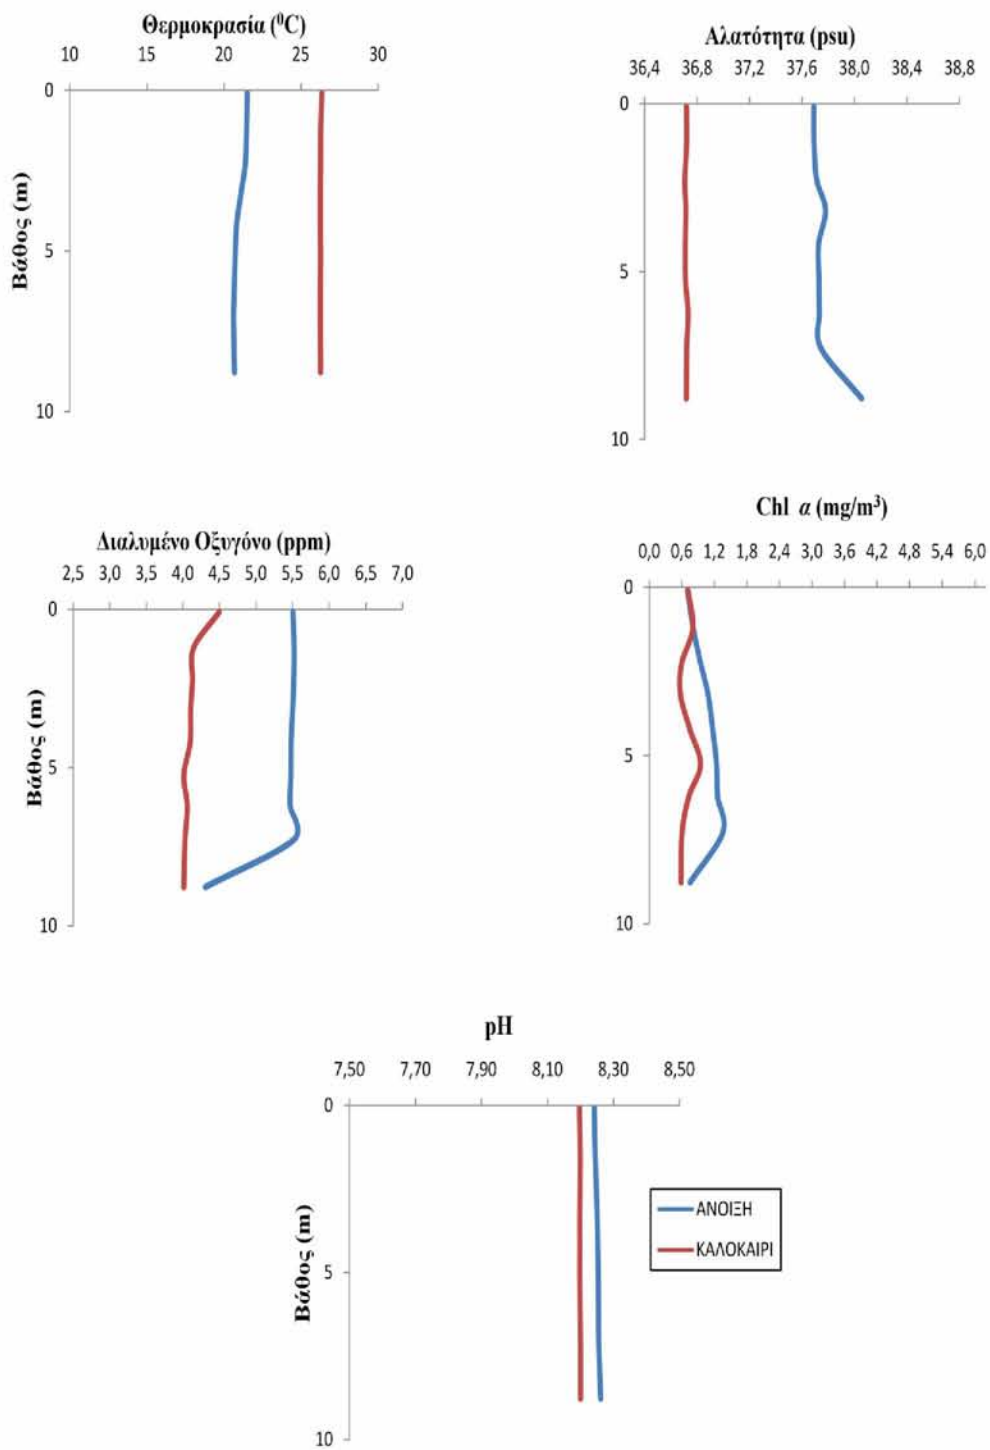 Θερμοκρασία (⁰C)
10 15 20 25 30
0
5
10
Βάθος (m)
Αλατότητα (psu)
36,4 36,8 37,2 37,6 38,0 38,4 38,8
0
5
10
Βάθος (m)
Διαλυμένο Οξυγόνο (ppm)
2,5 3,0 3,5 4,0 4,5 5,0 5,5 6,0 6,5 7,0
0
5
10
Βάθος (m)
Chl α (mg/m³)
0,0 0,6 1,2 1,8 2,4 3,0 3,6 4,2 4,8 5,4 6,0
0
5
10
Βάθος (m)
pH
7,50 7,70 7,90 8,10 8,30 8,50
0
5
10
Βάθος (m)
ΑΝΟΙΞΗ
ΚΑΛΟΚΑΙΡΙ